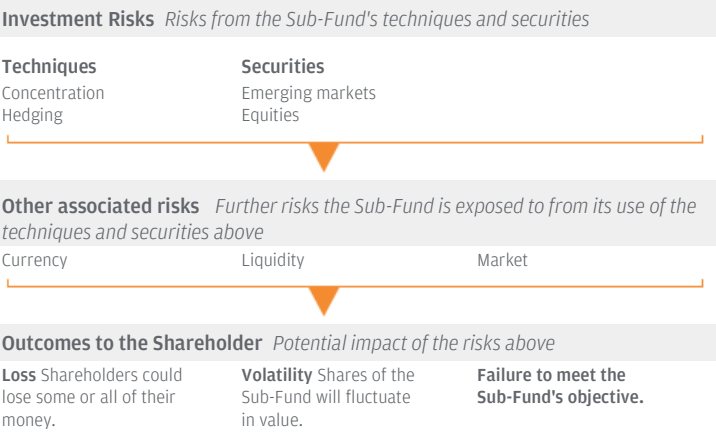 Investment Risks Risks from the Sub-Fund's techniques and securities
Techniques
Concentration
Hedging
Securities
Emerging markets
Equities
Other associated risks Further risks the Sub-Fund is exposed to from its use of the
techniques and securities above
Currency Liquidity Market
Outcomes to the Shareholder Potential impact of the risks above
Loss Shareholders could
lose some or all of their
money.
Volatility Shares of the
Sub-Fund will fluctuate
in value.
Failure to meet the
Sub-Fund's objective.